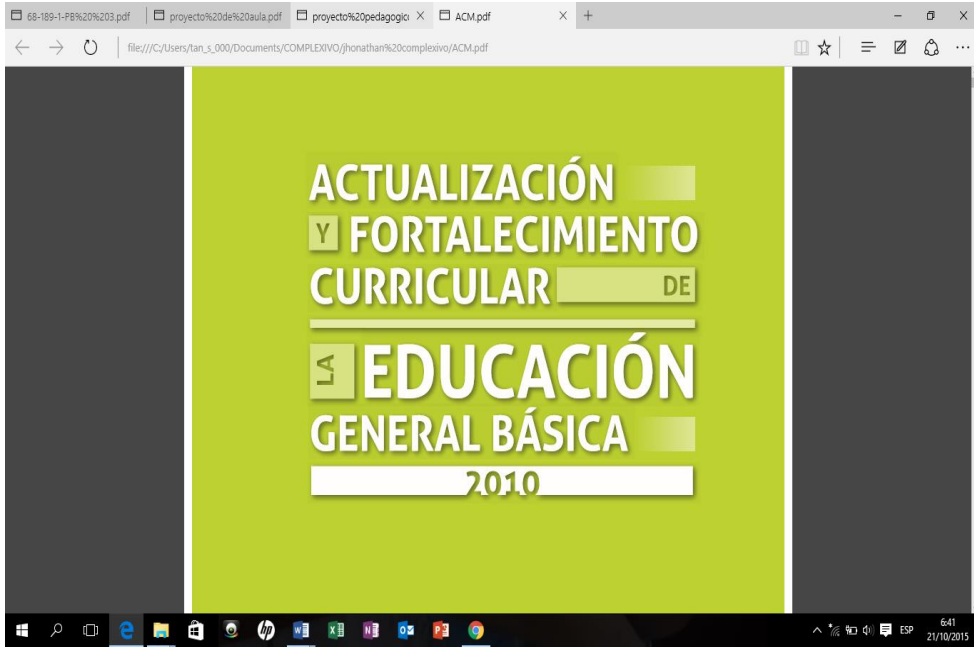 68-189-1-PB%20%203.pdf
proyecto%20de%20aula.pdf
proyecto%20pedagogic
ACM.pdf
file:///C:/Users/tan_s_000/Documents/COMPLEXIVO/jhonathan%20complexivo/ACM.pdf
ACTUALIZACIÓN
Y FORTALECIMIENTO
CURRICULAR DE
LA EDUCACIÓN
GENERAL BÁSICA
2010
ESP
6:41
21/10/2015